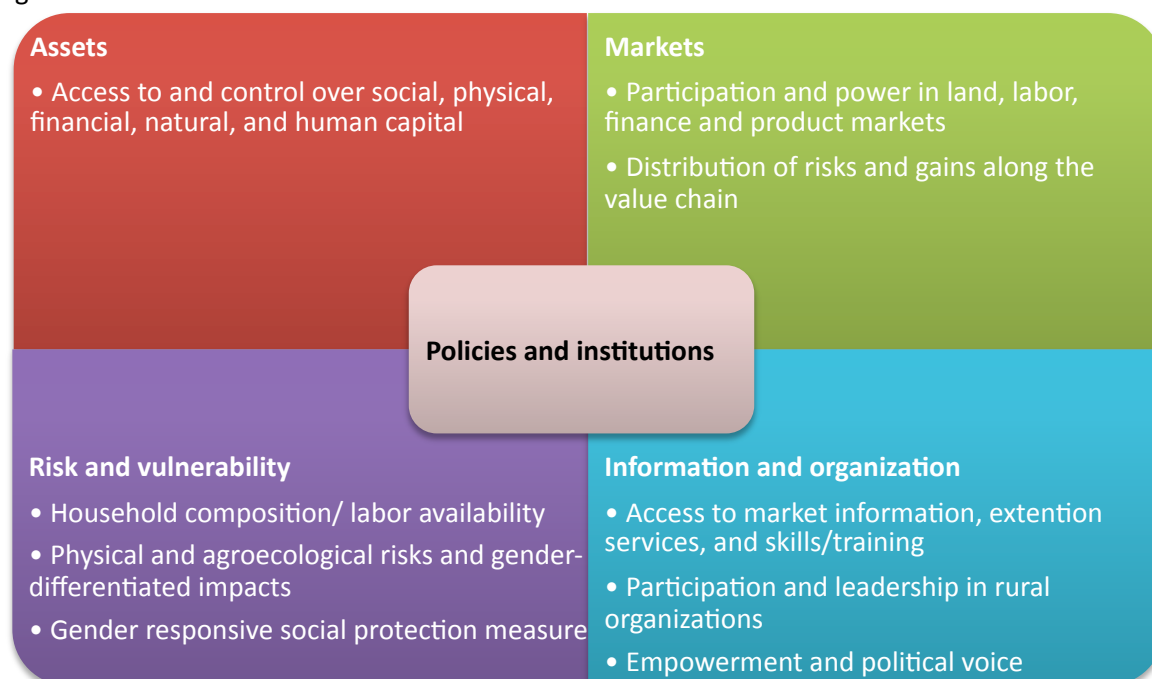 Assets
• Access to and control over social, physical,
financial, natural, and human capital
Markets
• Participation and power in land, labor,
finance and product markets
• Distribution of risks and gains along the
value chain
Policies and institutions
Risk and vulnerability
• Household composition/ labor availability
• Physical and agroecological risks and gender-
differentiated impacts
• Gender responsive social protection measure
Information and organization
• Access to market information, extention
services, and skills/training
• Participation and leadership in rural
organizations
• Empowerment and political voice